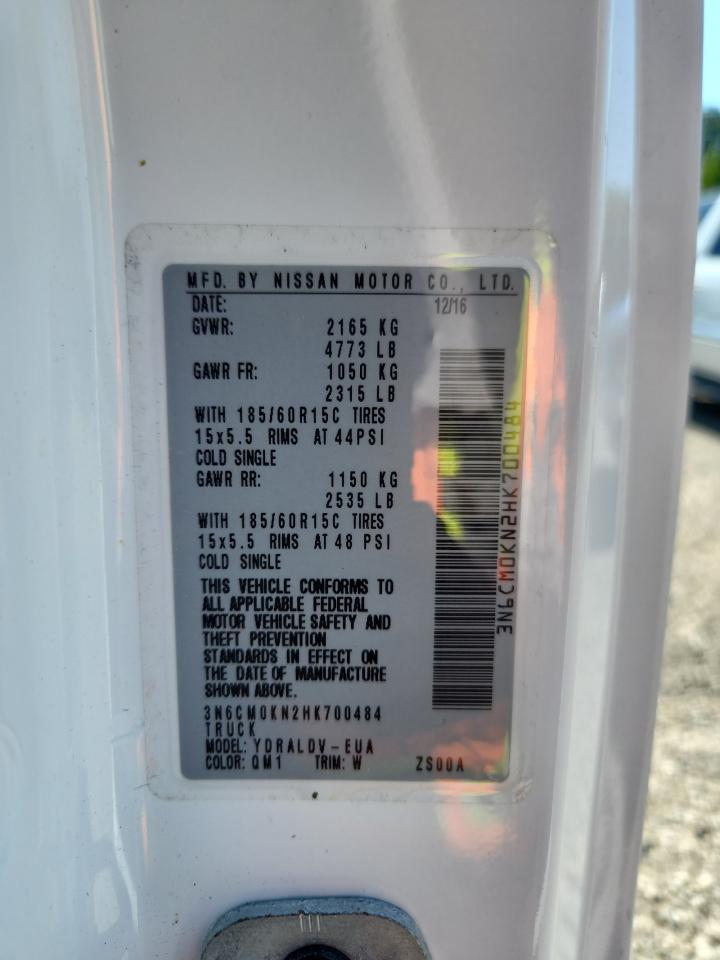 MFD. BY NISSAN MOTOR CO., LTD.
DATE: 12/16
GVWR: 2165 KG
4773 LB
GAWR FR: 1050 KG
2315 LB
WITH 185/60R15C TIRES
15x5.5 RIMS AT 44PSI
COLD SINGLE
GAWR RR: 1150 KG
2535 LB
WITH 185/60R15C TIRES
15x5.5 RIMS AT 48 PSI
COLD SINGLE
THIS VEHICLE CONFORMS TO
ALL APPLICABLE FEDERAL
MOTOR VEHICLE SAFETY AND
THEFT PREVENTION
STANDARDS IN EFFECT ON
THE DATE OF MANUFACTURE
SHOWN ABOVE.
3N6CM0KN2HK700484
TRUCK
MODEL: YDRALDV-EUA
COLOR: QM1 TRIM: W ZS00A
3N6CM0KN2HK700484